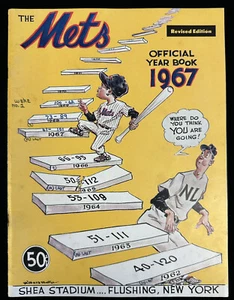 THE
Mets
Revised Edition
OFFICIAL
YEAR BOOK
1967
1967
WHERE DO
YOU THINK
YOU ARE
GOING?
Mets
66-95
1966
50-112
1965
53-109
1964
NL
51-111
1963
40-120
1962
50¢
SHEA STADIUM .... FLUSHING, NEW YORK